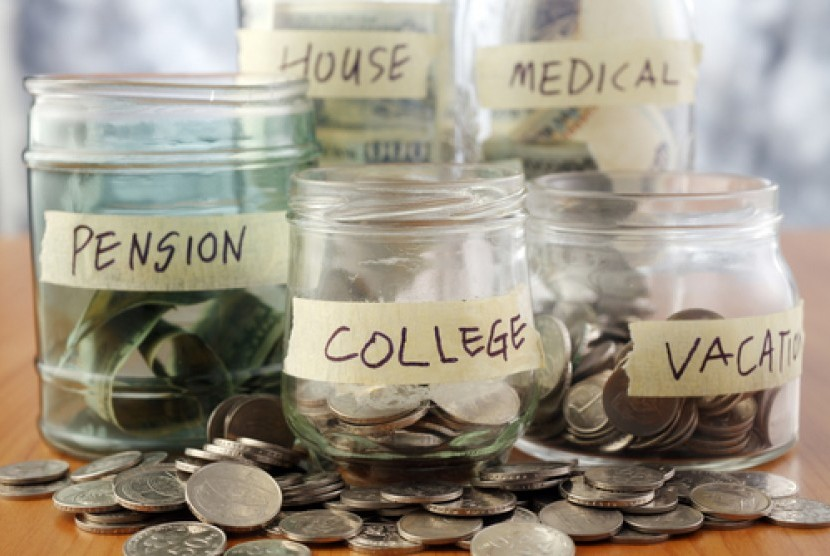 HOUSE
MEDICAL
PENSION
COLLEGE
VACATIO